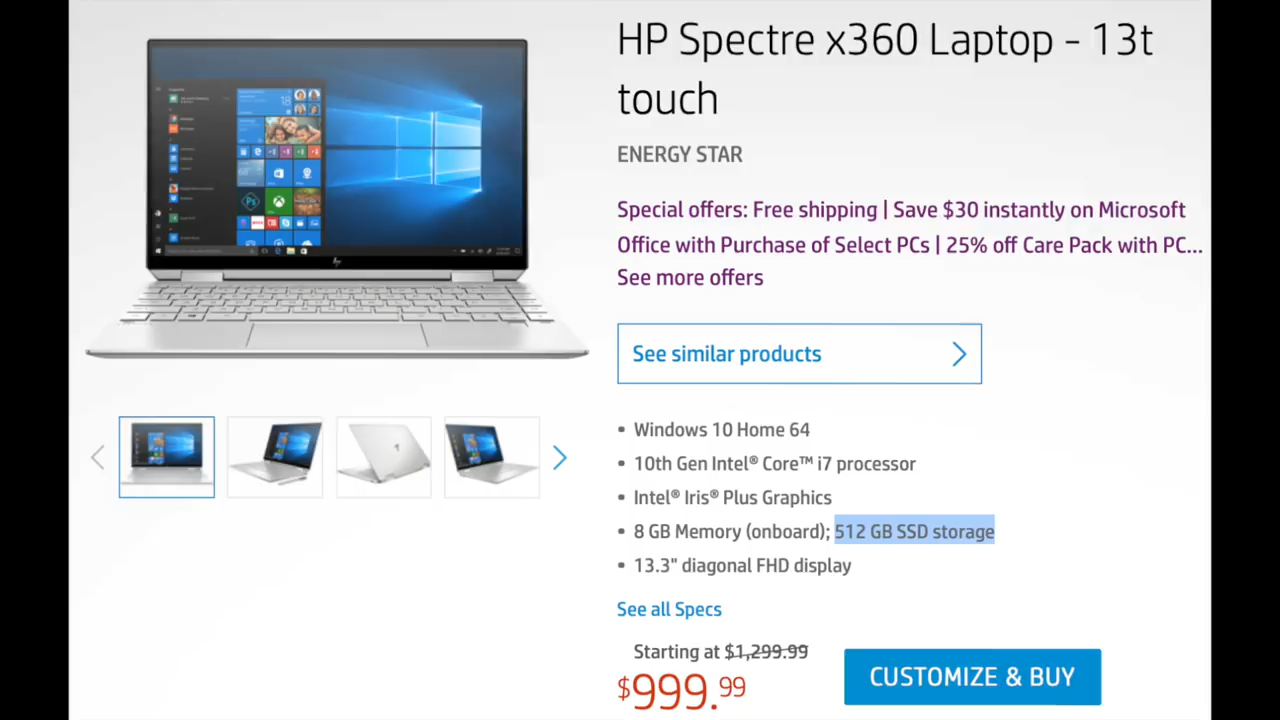 HP Spectre x360 Laptop - 13t
touch
ENERGY STAR
Special offers: Free shipping | Save $30 instantly on Microsoft
Office with Purchase of Select PCs | 25% off Care Pack with PC...
See more offers
See similar products
• Windows 10 Home 64
• 10th Gen Intel® Core™ i7 processor
• Intel® Iris® Plus Graphics
• 8 GB Memory (onboard); 512 GB SSD storage
• 13.3" diagonal FHD display
See all Specs
Starting at $1,299.99
$999.99
CUSTOMIZE & BUY